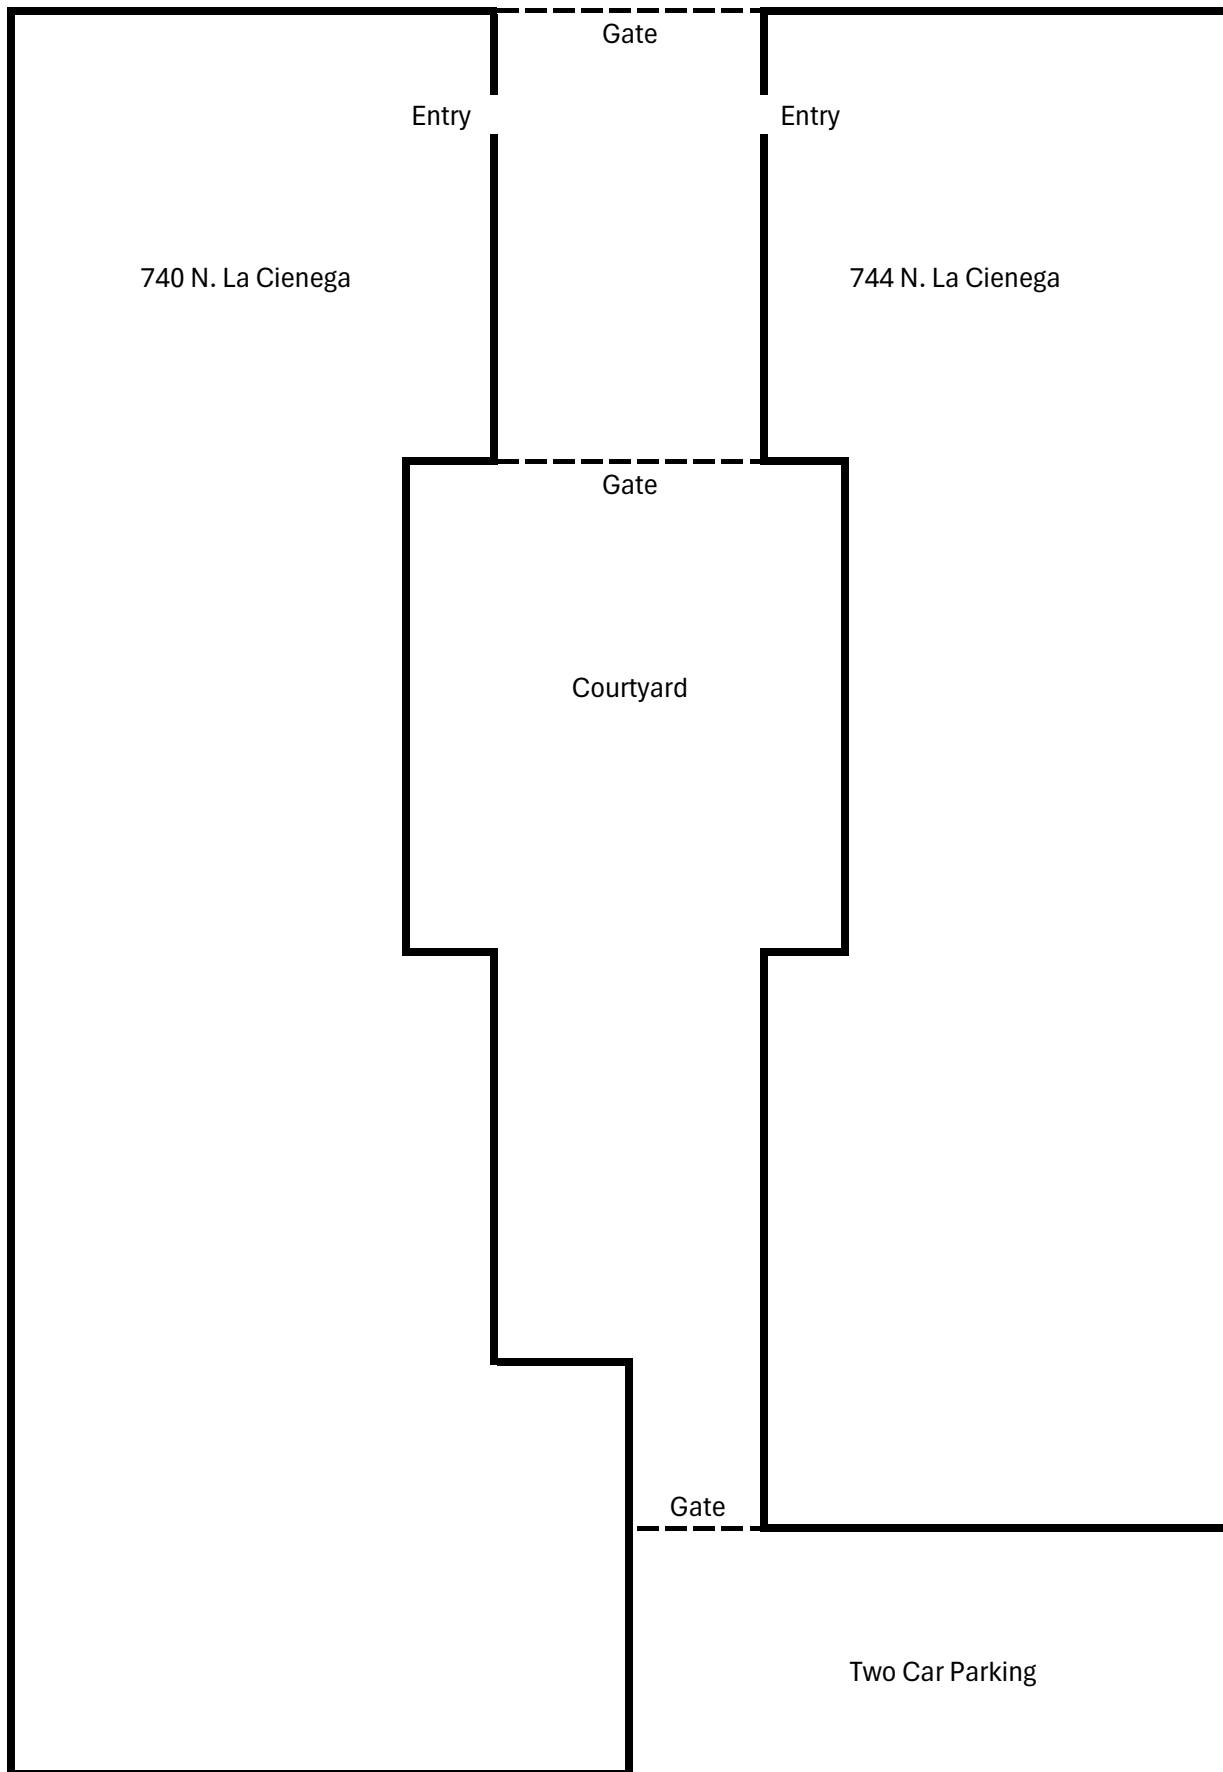 Gate
Entry
Entry
740 N. La Cienega
744 N. La Cienega
Gate
Courtyard
Gate
Two Car Parking